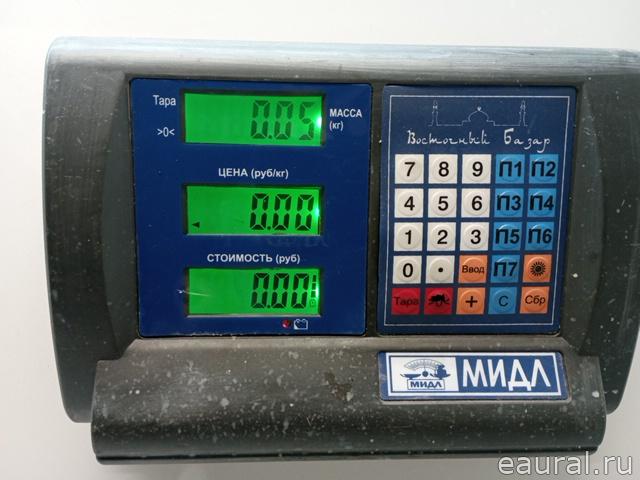 Тара
0.05
МАССА
(кг)
>0<
ЦЕНА (руб/кг)
0.00
СТОИМОСТЬ (руб)
0.00
Восточный Базар
7 8 9 П1 П2
4 5 6 П3 П4
1 2 3 П5 П6
0 . Ввод П7
Тара + С Сбр
МИДЛ
МИДЛ
eaural.ru